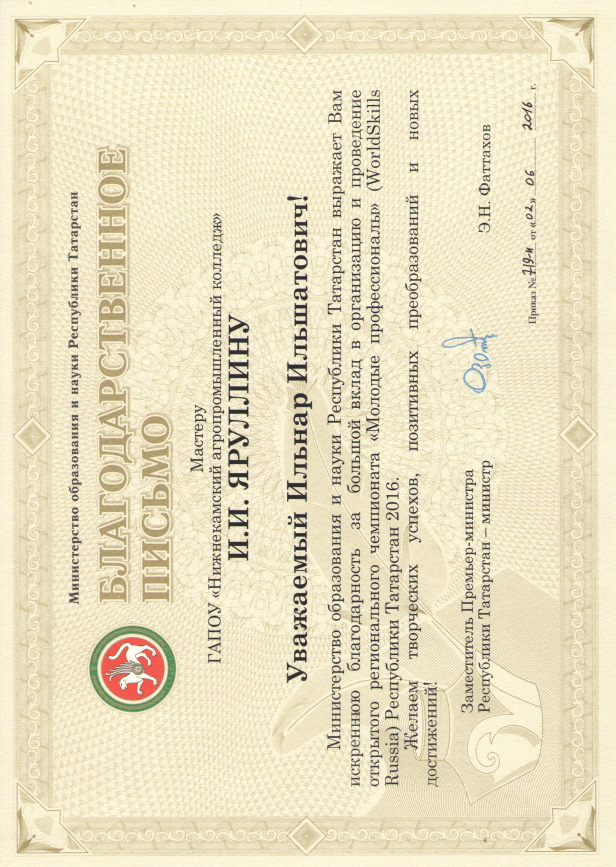 Министерство образования и науки Республики Татарстан
БЛАГОДАРСТВЕННОЕ
ПИСЬМО
Мастеру
ГАПОУ «Нижнекамский агропромышленный колледж»
И.И. ЯРУЛЛИНУ
Уважаемый Ильнар Ильшатович!
Министерство образования и науки Республики Татарстан выражает Вам
искреннюю благодарность за большой вклад в организацию и проведение
открытого регионального чемпионата «Молодые профессионалы» (WorldSkills
Russia) Республики Татарстан 2016.
Желаем творческих успехов, позитивных преобразований и новых
достижений!
Заместитель Премьер-министра
Республики Татарстан – министр
Э.Н. Фаттахов
Приказ № 719-н от «02» 06 2016 г.